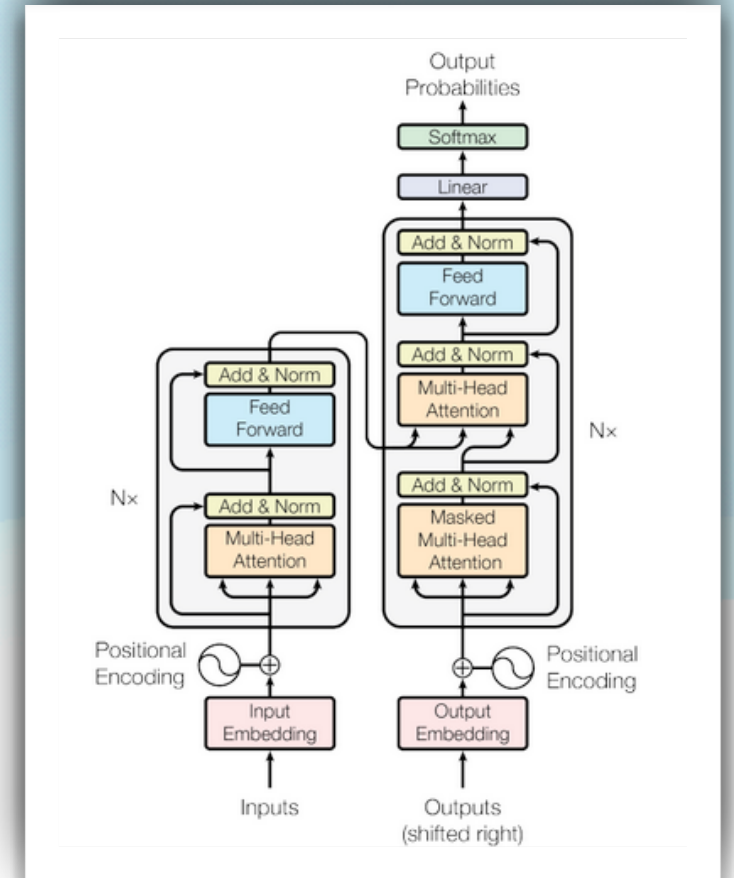 Output
Probabilities
Softmax
Linear
Add & Norm
Feed
Forward
Add & Norm
Multi-Head
Attention
Nx
Add & Norm
Masked
Multi-Head
Attention
Add & Norm
Feed
Forward
Nx
Add & Norm
Multi-Head
Attention
Positional
Encoding
Positional
Encoding
Input
Embedding
Output
Embedding
Inputs
Outputs
(shifted right)